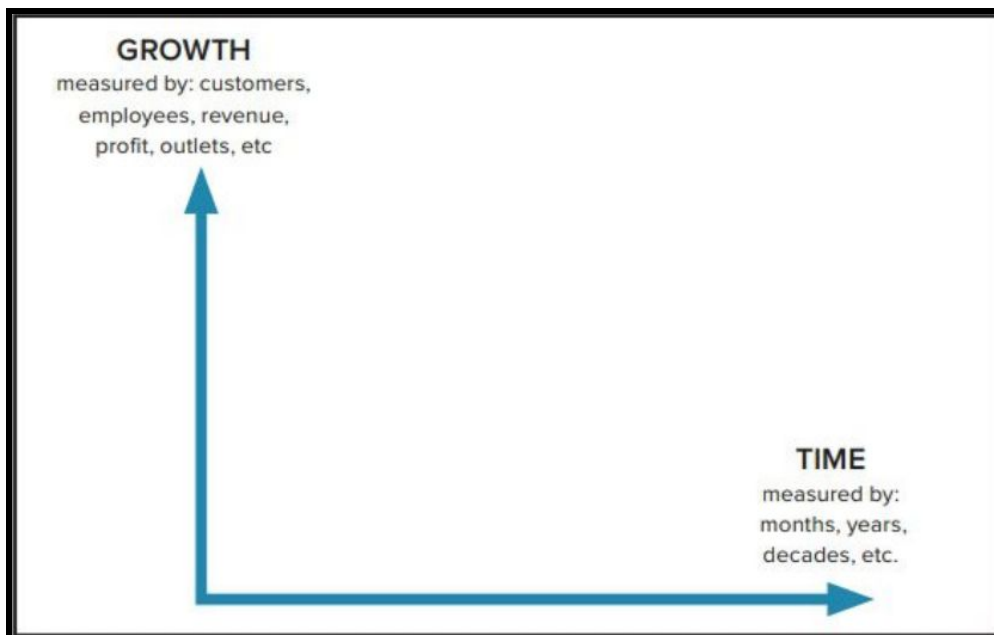 GROWTH
measured by: customers,
employees, revenue,
profit, outlets, etc
TIME
measured by:
months, years,
decades, etc.